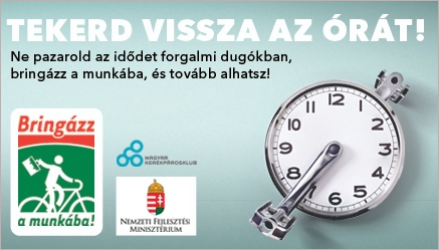 TEKERD VISSZA AZ ÓRÁT!
Ne pazarold az idődet forgalmi dugókban,
bringázz a munkába, és tovább alhatsz!
Bringázz
a munkába!
MAGYAR
KERÉKPÁROSKLUB
NEMZETI FEJLESZTÉSI
MINISZTÉRIUM
12
1
2
3
4
5
6
7
8
9
10
11